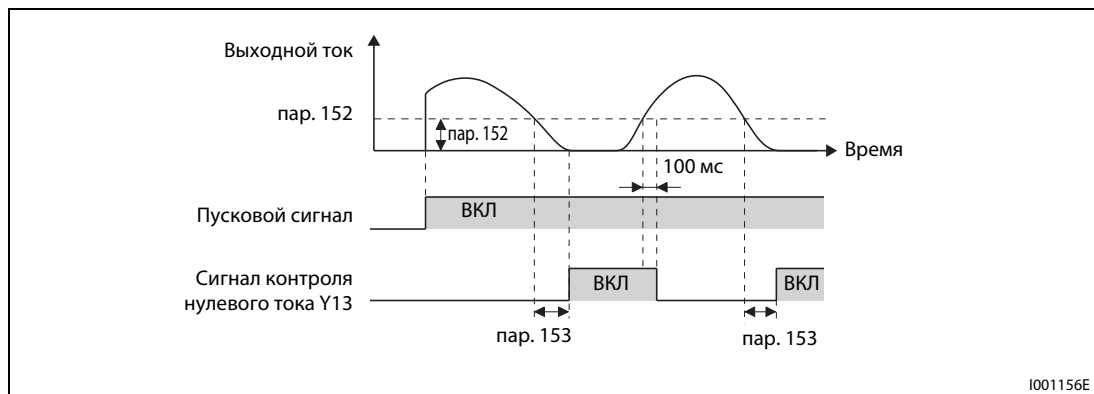 Выходной ток
пар. 152
пар. 152
Время
100 мс
Пусковой сигнал
ВКЛ
Сигнал контроля
нулевого тока Y13
ВКЛ
ВКЛ
пар. 153
пар. 153
I001156E